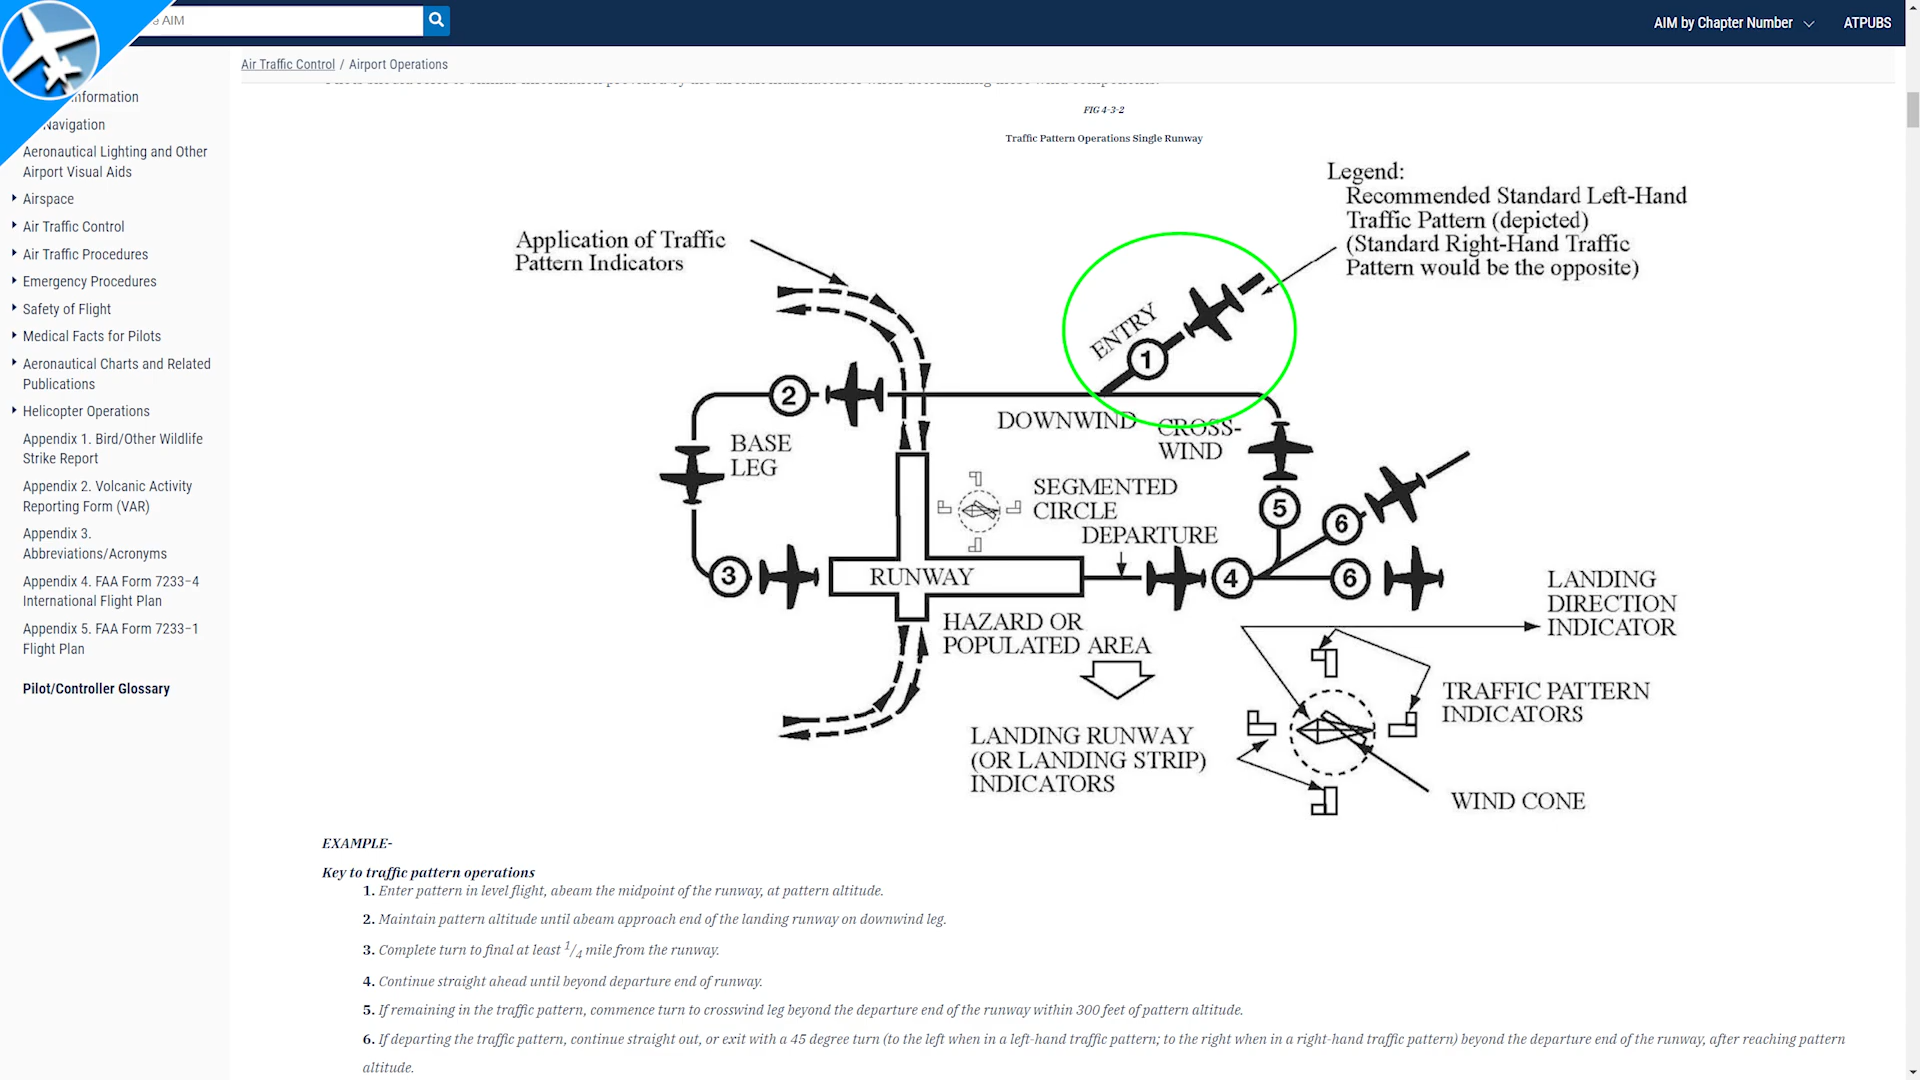 AIM
AIM by Chapter Number
ATPUBS
Air Traffic Control / Airport Operations
Navigation
Aeronautical Lighting and Other
Airport Visual Aids
Airspace
Air Traffic Control
Air Traffic Procedures
Emergency Procedures
Safety of Flight
Medical Facts for Pilots
Aeronautical Charts and Related
Publications
Helicopter Operations
Appendix 1. Bird/Other Wildlife
Strike Report
Appendix 2. Volcanic Activity
Reporting Form (VAR)
Appendix 3.
Abbreviations/Acronyms
Appendix 4. FAA Form 7233-4
International Flight Plan
Appendix 5. FAA Form 7233-1
Flight Plan
Pilot/Controller Glossary
FIG 4-3-2
Traffic Pattern Operations Single Runway
Legend:
Recommended Standard Left-Hand
Traffic Pattern (depicted)
(Standard Right-Hand Traffic
Pattern would be the opposite)
Application of Traffic
Pattern Indicators
ENTRY
1
2
DOWNWIND
CROSS-
WIND
BASE
LEG
SEGMENTED
CIRCLE
DEPARTURE
5
6
3
RUNWAY
4
6
HAZARD OR
POPULATED AREA
LANDING
DIRECTION
INDICATOR
TRAFFIC PATTERN
INDICATORS
LANDING RUNWAY
(OR LANDING STRIP)
INDICATORS
WIND CONE
EXAMPLE-
Key to traffic pattern operations
1. Enter pattern in level flight, abeam the midpoint of the runway, at pattern altitude.
2. Maintain pattern altitude until abeam approach end of the landing runway on downwind leg.
3. Complete turn to final at least 1/4 mile from the runway.
4. Continue straight ahead until beyond departure end of runway.
5. If remaining in the traffic pattern, commence turn to crosswind leg beyond the departure end of the runway within 300 feet of pattern altitude.
6. If departing the traffic pattern, continue straight out, or exit with a 45 degree turn (to the left when in a left-hand traffic pattern; to the right when in a right-hand traffic pattern) beyond the departure end of the runway, after reaching pattern
altitude.